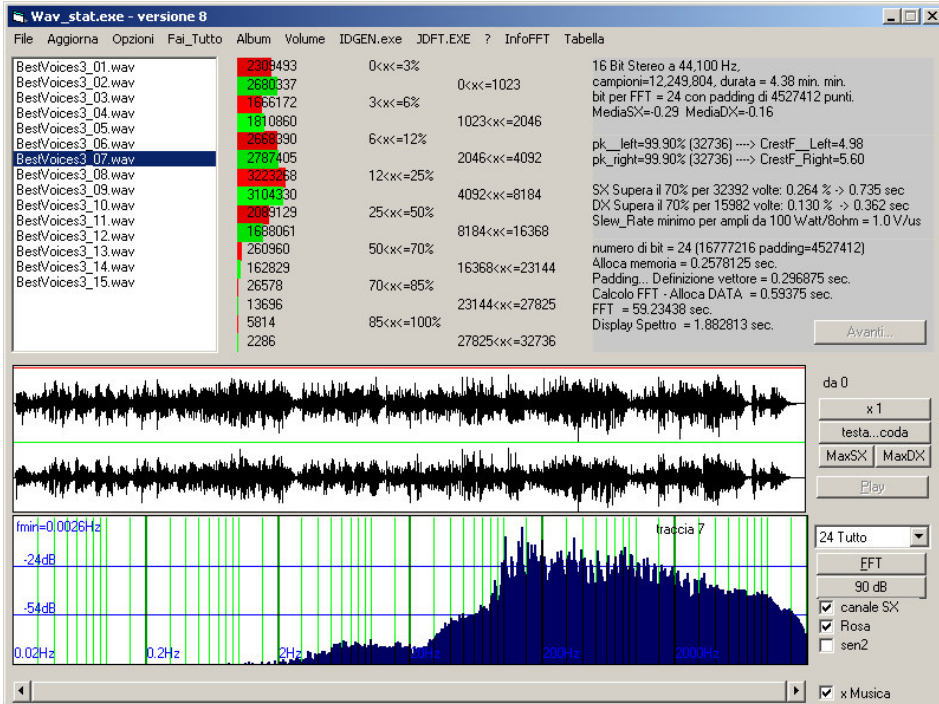 Wav_stat.exe - versione 8
File Aggiorna Opzioni Fai_Tutto Album Volume IDGEN.exe JDFT.EXE ? InfoFFT Tabella
BestVoices3_01.wav
BestVoices3_02.wav
BestVoices3_03.wav
BestVoices3_04.wav
BestVoices3_05.wav
BestVoices3_06.wav
BestVoices3_07.wav
BestVoices3_08.wav
BestVoices3_09.wav
BestVoices3_10.wav
BestVoices3_11.wav
BestVoices3_12.wav
BestVoices3_13.wav
BestVoices3_14.wav
BestVoices3_15.wav
2309493 0<x<=3%
2680337 0<x<=1023
1666172 3<x<=6%
1810860 1023<x<=2046
2668390 6<x<=12%
2787405 2046<x<=4092
3223268 12<x<=25%
3104330 4092<x<=8184
2089129 25<x<=50%
1688061 8184<x<=16368
260960 50<x<=70%
162829 16368<x<=23144
26578 70<x<=85%
13696 23144<x<=27825
5814 85<x<=100%
2286 27825<x<=32736
16 Bit Stereo a 44,100 Hz,
campioni=12,249,804, durata = 4.38 min. min.
bit per FFT = 24 con padding di 4527412 punti.
MediaSX=-0.29 MediaDX=-0.16
pk__left=99.90% (32736) ----> CrestF__Left=4.98
pk_right=99.90% (32736) ----> CrestF_Right=5.60
SX Supera il 70% per 32392 volte: 0.264 % -> 0.735 sec
DX Supera il 70% per 15982 volte: 0.130 % -> 0.362 sec
Slew_Rate minimo per ampli da 100 Watt/8ohm = 1.0 V/us
numero di bit = 24 (16777216 padding=4527412)
Alloca memoria = 0.2578125 sec.
Padding... Definizione vettore = 0.296875 sec.
Calcolo FFT - Alloca DATA = 0.59375 sec.
FFT = 59.23438 sec.
Display Spettro = 1.882813 sec.
Avanti...
da 0
x 1
testa...coda
MaxSX MaxDX
Play
fmin=0.0026Hz
traccia 7
-24dB
-54dB
0.02Hz 0.2Hz 2Hz 20Hz 200Hz 2000Hz
24 Tutto
FFT
90 dB
canale SX
Rosa
sen2
x Musica